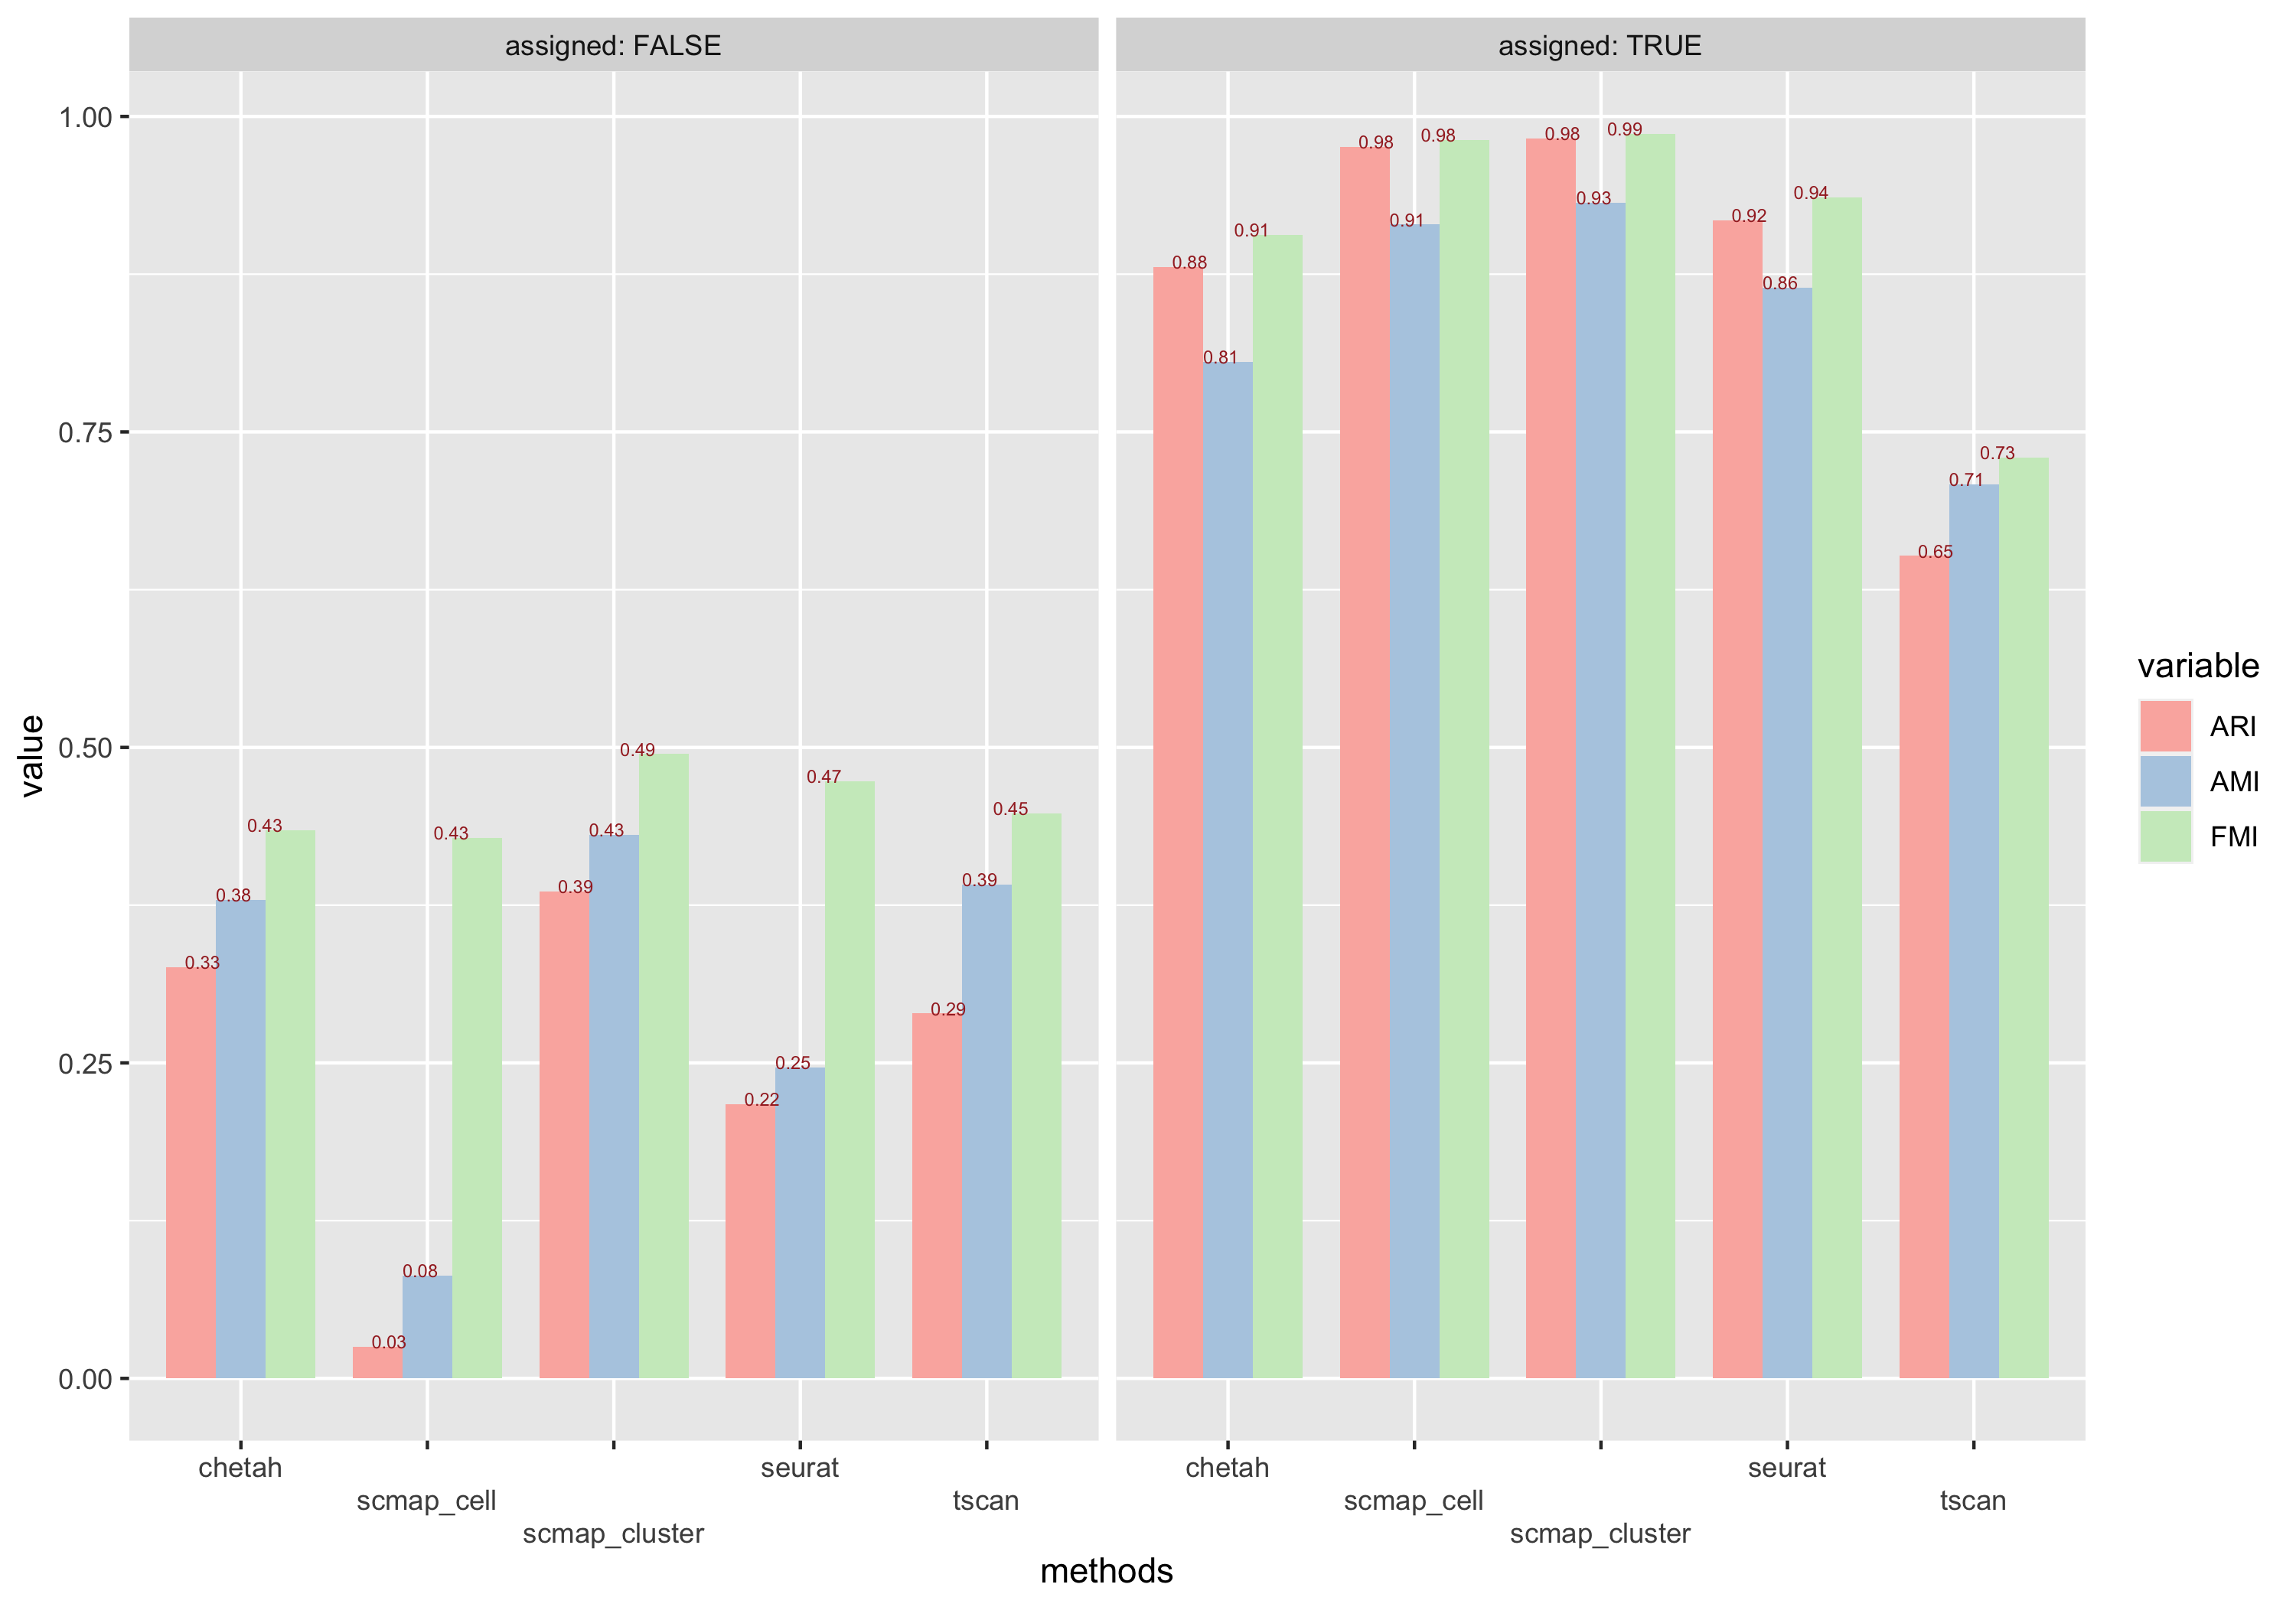 assigned: FALSE
assigned: TRUE
value
1.00
0.75
0.50
0.25
0.00
0.33
0.38
0.43
0.03
0.08
0.43
0.39
0.43
0.49
0.22
0.25
0.47
0.29
0.39
0.45
0.88
0.81
0.91
0.98
0.91
0.98
0.98
0.93
0.99
0.92
0.86
0.94
0.65
0.71
0.73
chetah
scmap_cell
scmap_cluster
seurat
tscan
chetah
scmap_cell
scmap_cluster
seurat
tscan
methods
variable
ARI
AMI
FMI